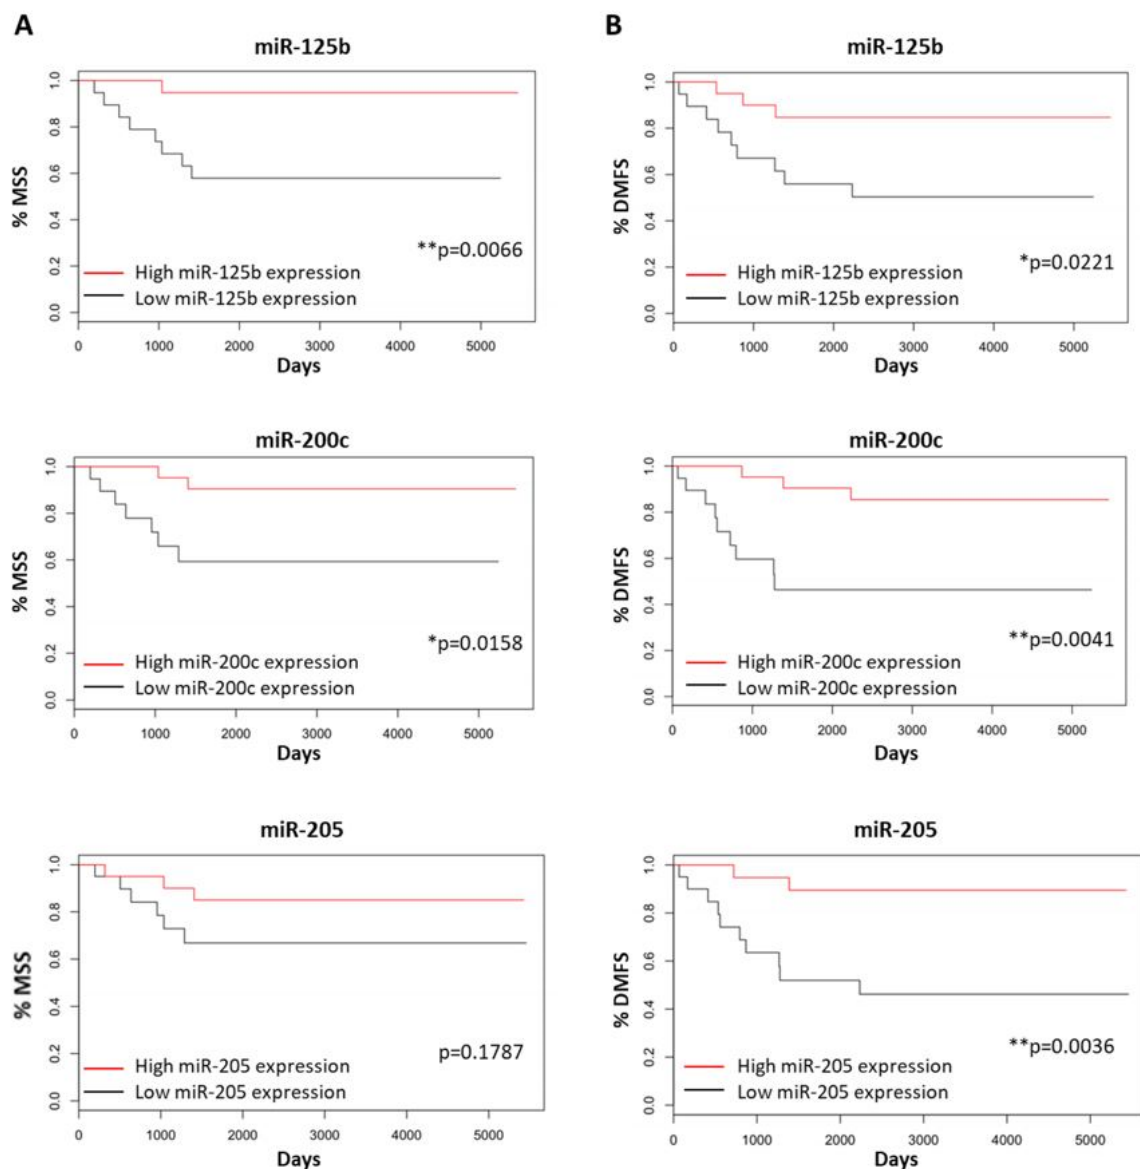 A
B
miR-125b
miR-125b
% MSS
1.0
0.8
0.6
0.4
0.2
0.0
**p=0.0066
High miR-125b expression
Low miR-125b expression
0 1000 2000 3000 4000 5000
Days
% DMFS
1.0
0.8
0.6
0.4
0.2
0.0
*p=0.0221
High miR-125b expression
Low miR-125b expression
0 1000 2000 3000 4000 5000
Days
miR-200c
miR-200c
% MSS
1.0
0.8
0.6
0.4
0.2
0.0
*p=0.0158
High miR-200c expression
Low miR-200c expression
0 1000 2000 3000 4000 5000
Days
% DMFS
1.0
0.8
0.6
0.4
0.2
0.0
**p=0.0041
High miR-200c expression
Low miR-200c expression
0 1000 2000 3000 4000 5000
Days
miR-205
miR-205
% MSS
1.0
0.8
0.6
0.4
0.2
0.0
p=0.1787
High miR-205 expression
Low miR-205 expression
0 1000 2000 3000 4000 5000
Days
% DMFS
1.0
0.8
0.6
0.4
0.2
0.0
**p=0.0036
High miR-205 expression
Low miR-205 expression
0 1000 2000 3000 4000 5000
Days